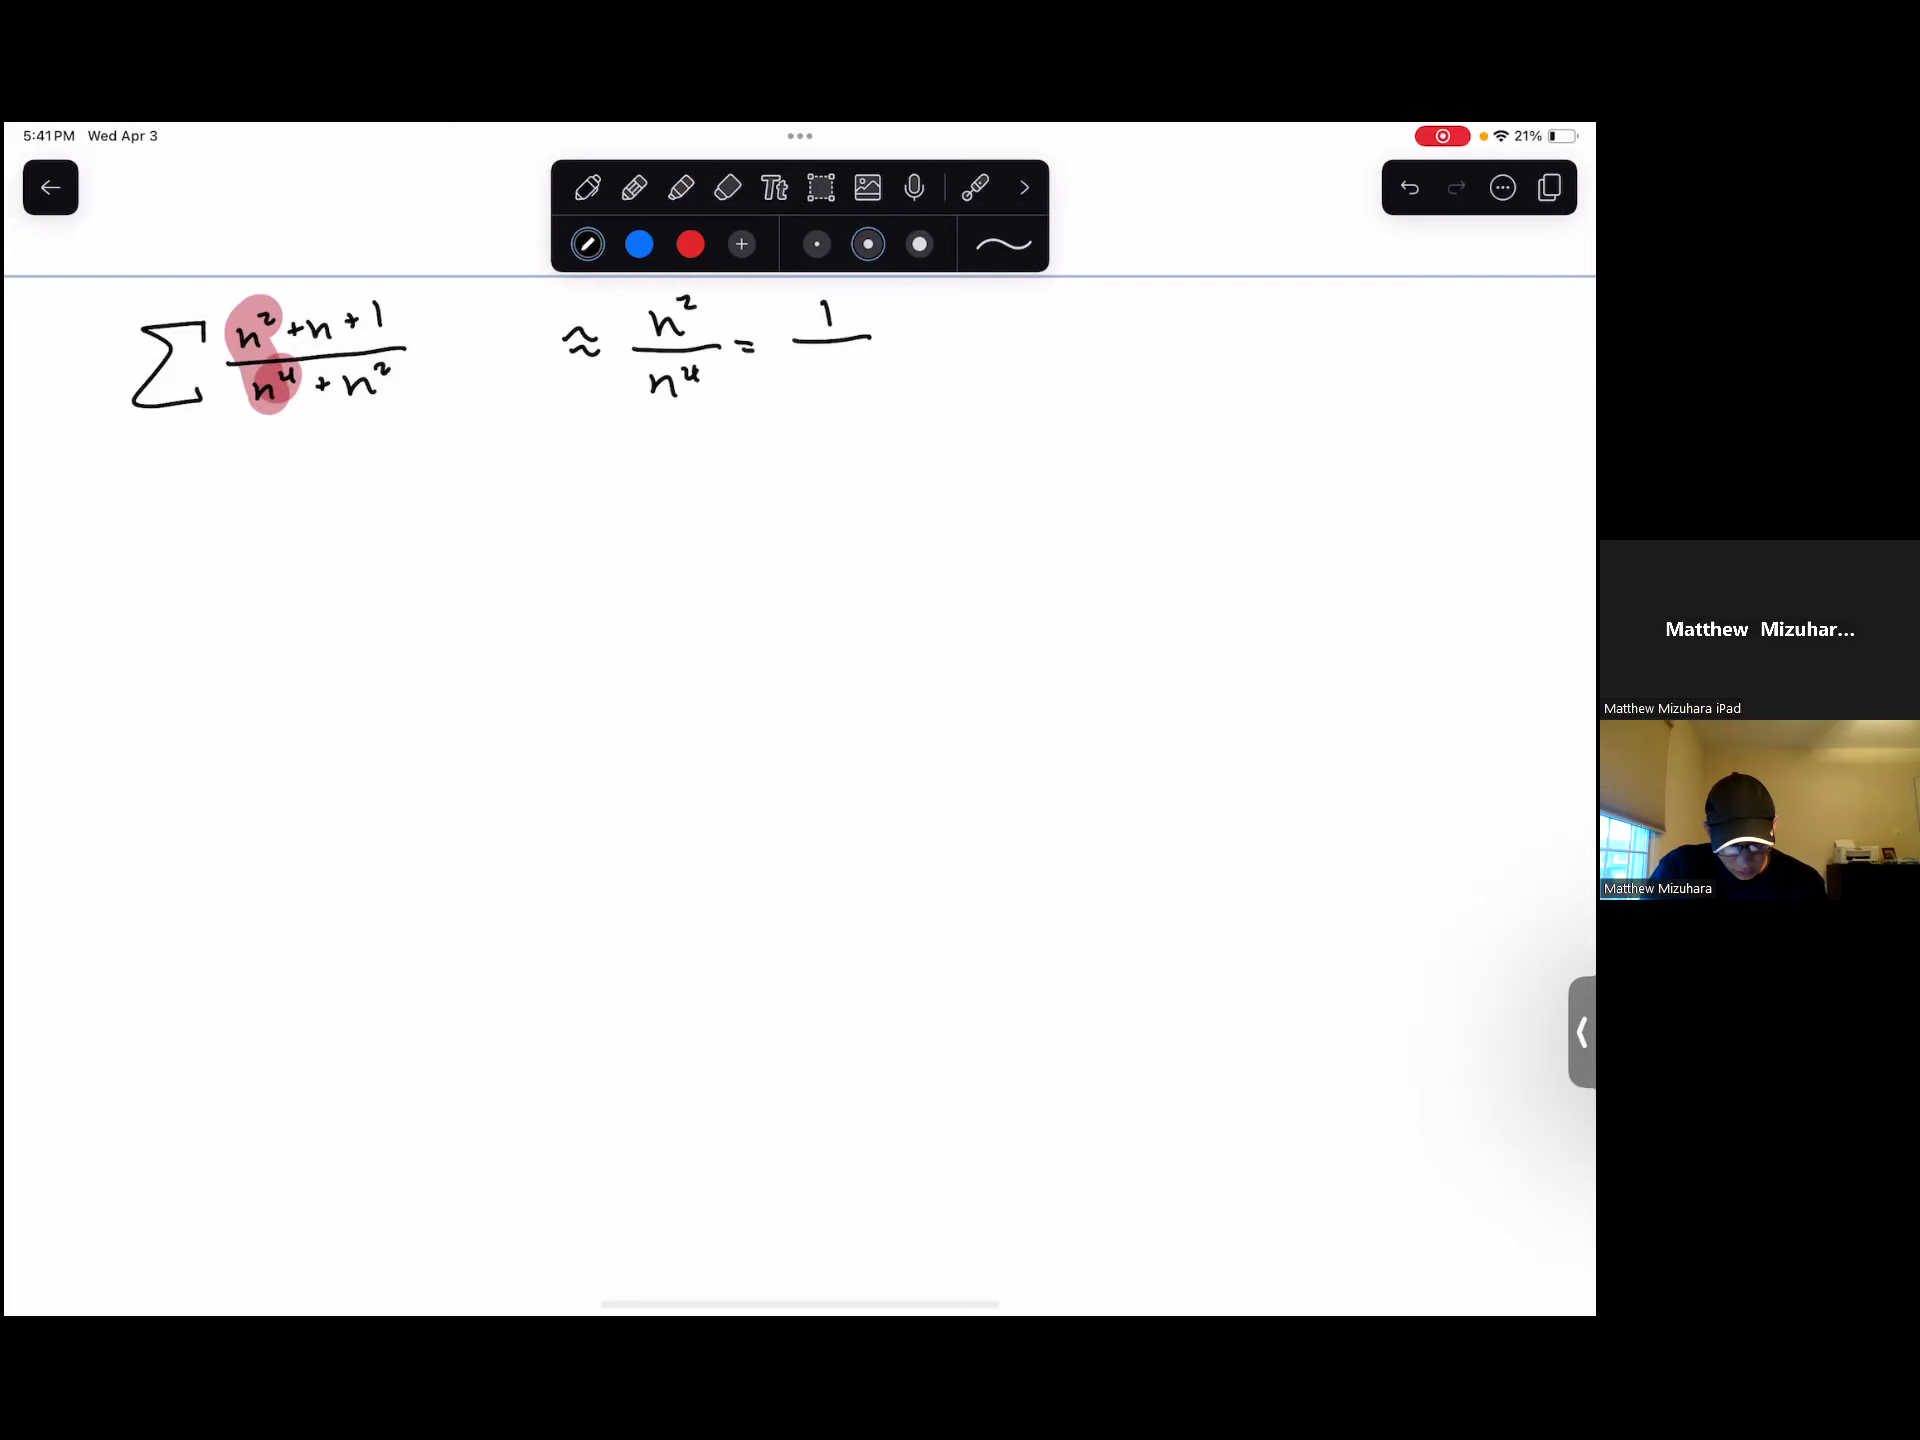 5:41 PM Wed Apr 3
21%
Tt
∑ (n² + n + 1)/(n⁴ + n²) ≈ n²/n⁴ = 1/
Matthew Mizuhar...
Matthew Mizuhara iPad
Matthew Mizuhara